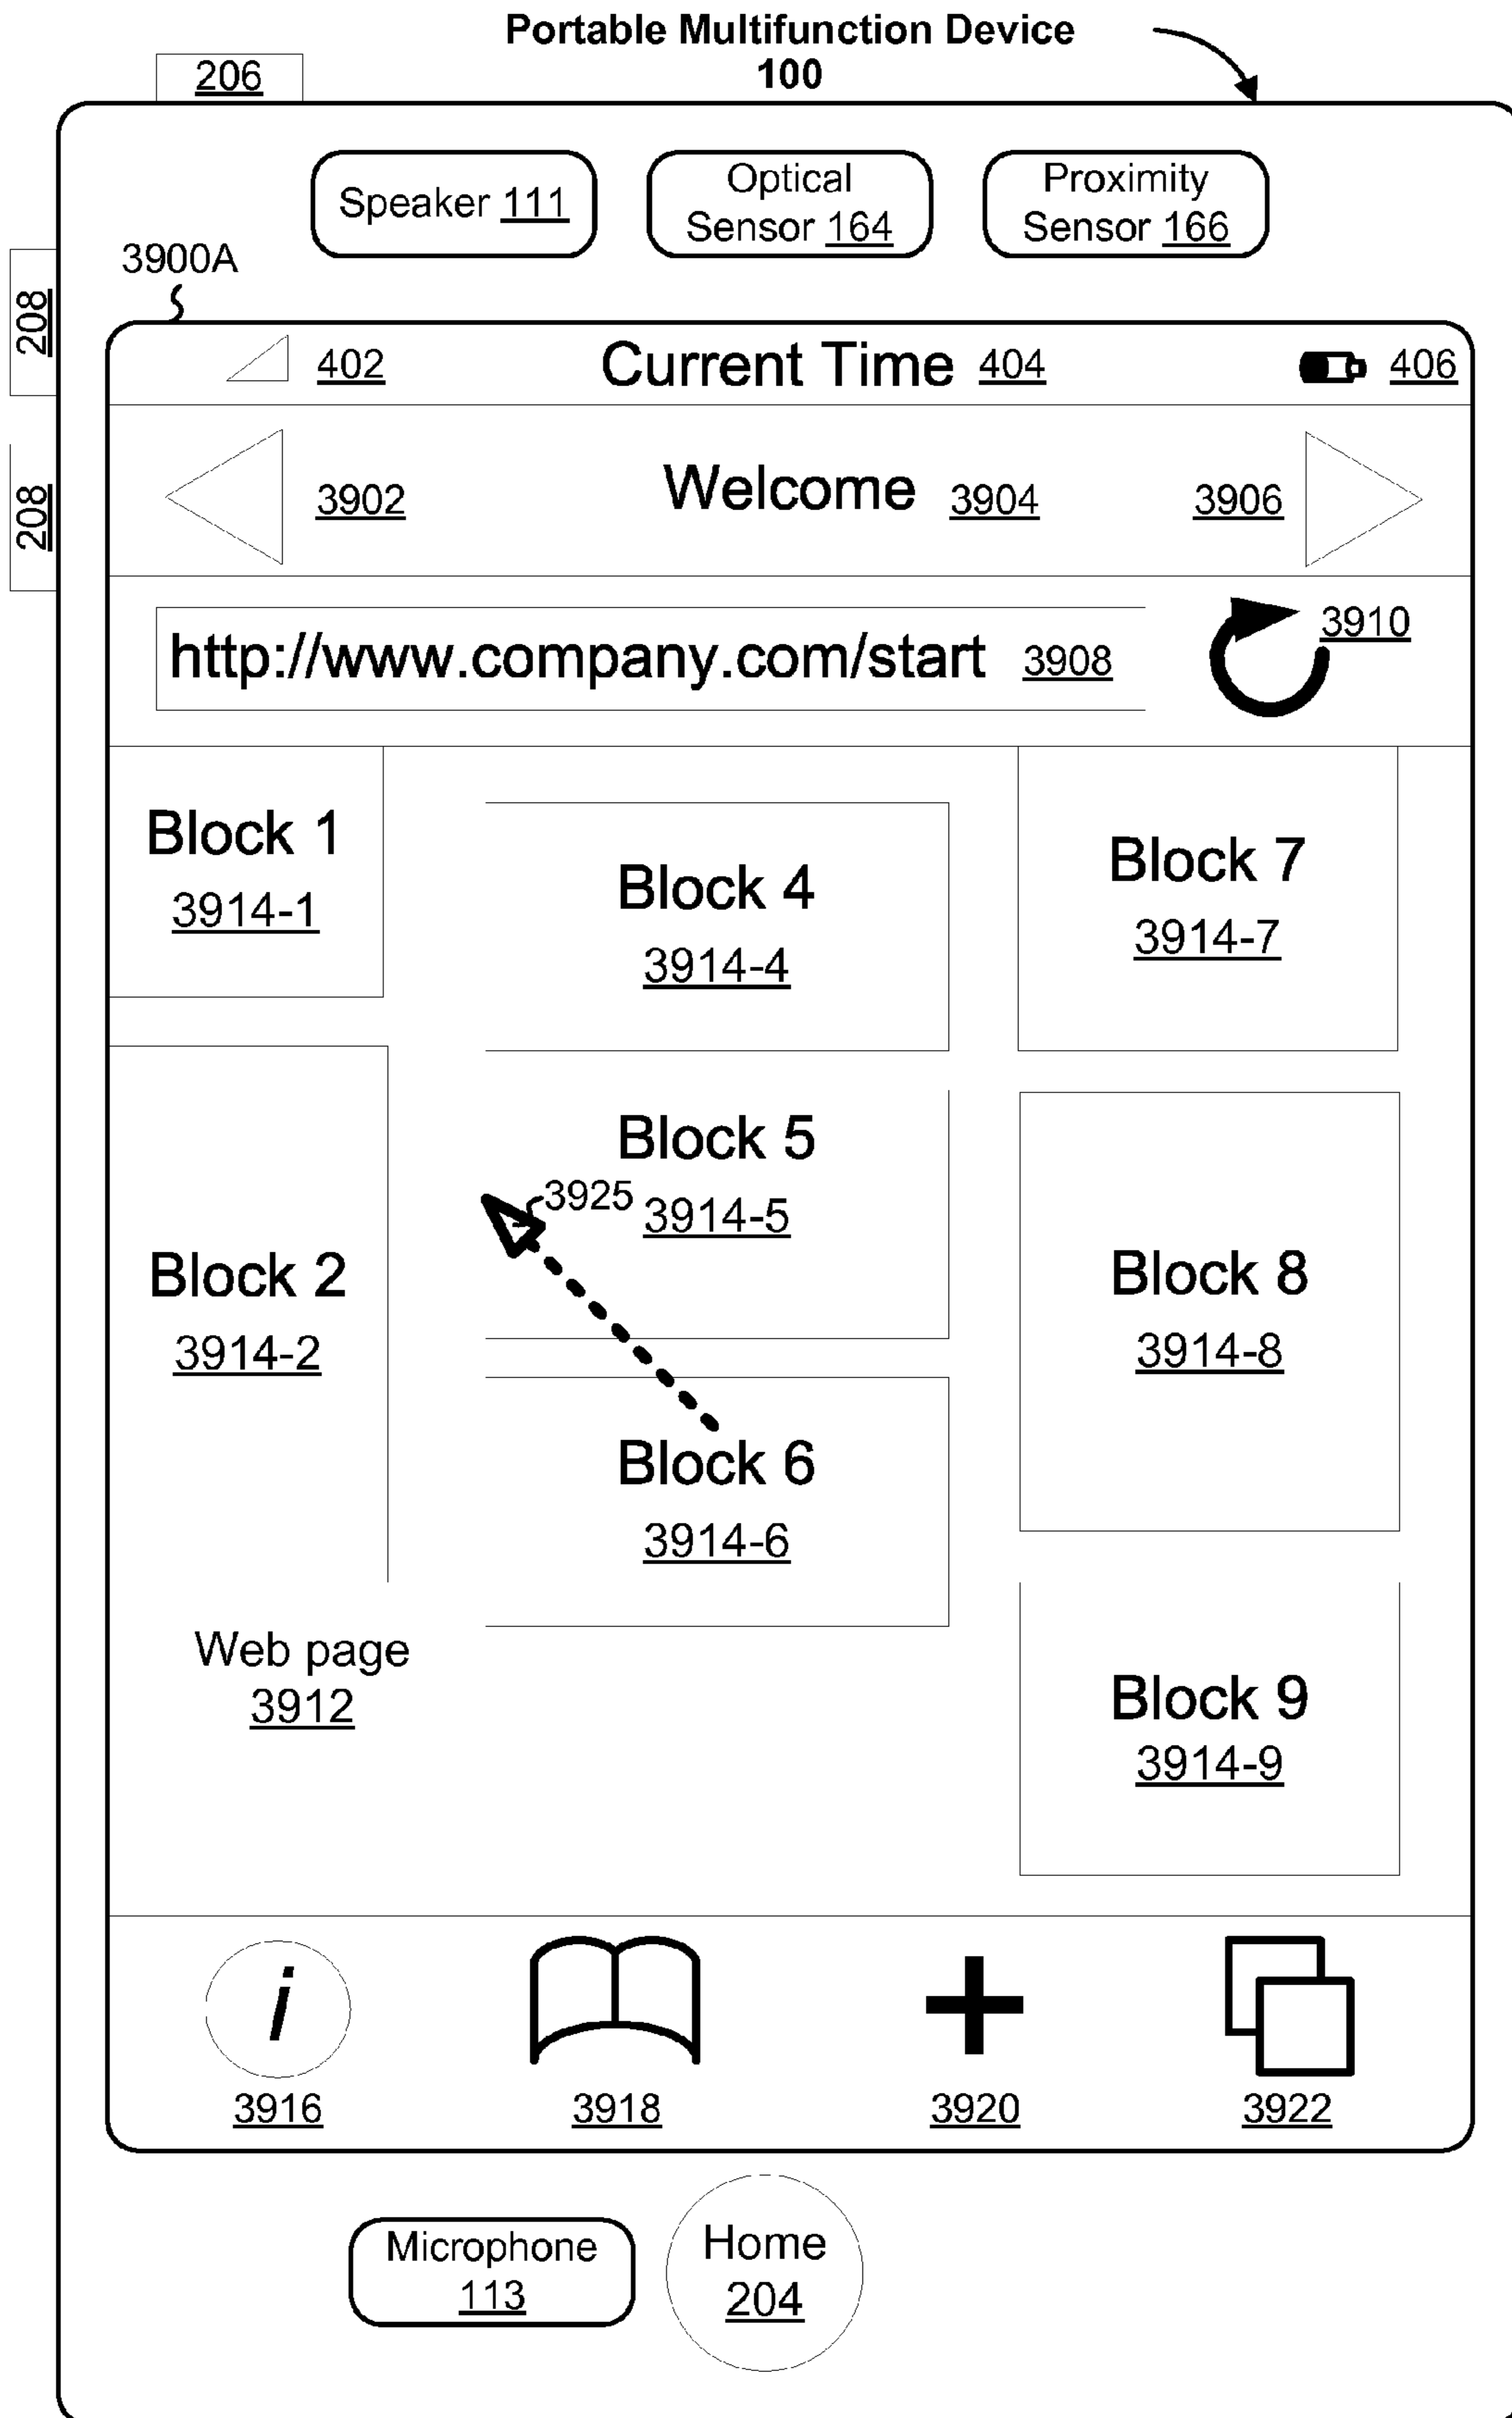 Portable Multifunction Device
100
206
Speaker 111
Optical
Sensor 164
Proximity
Sensor 166
3900A
208
208
402
Current Time 404
406
3902
Welcome 3904
3906
http://www.company.com/start 3908
3910
Block 1
3914-1
Block 4
3914-4
Block 7
3914-7
Block 2
3914-2
Block 5
3925
3914-5
Block 8
3914-8
Block 6
3914-6
Web page
3912
Block 9
3914-9
i
3916
3918
3920
3922
Microphone
113
Home
204